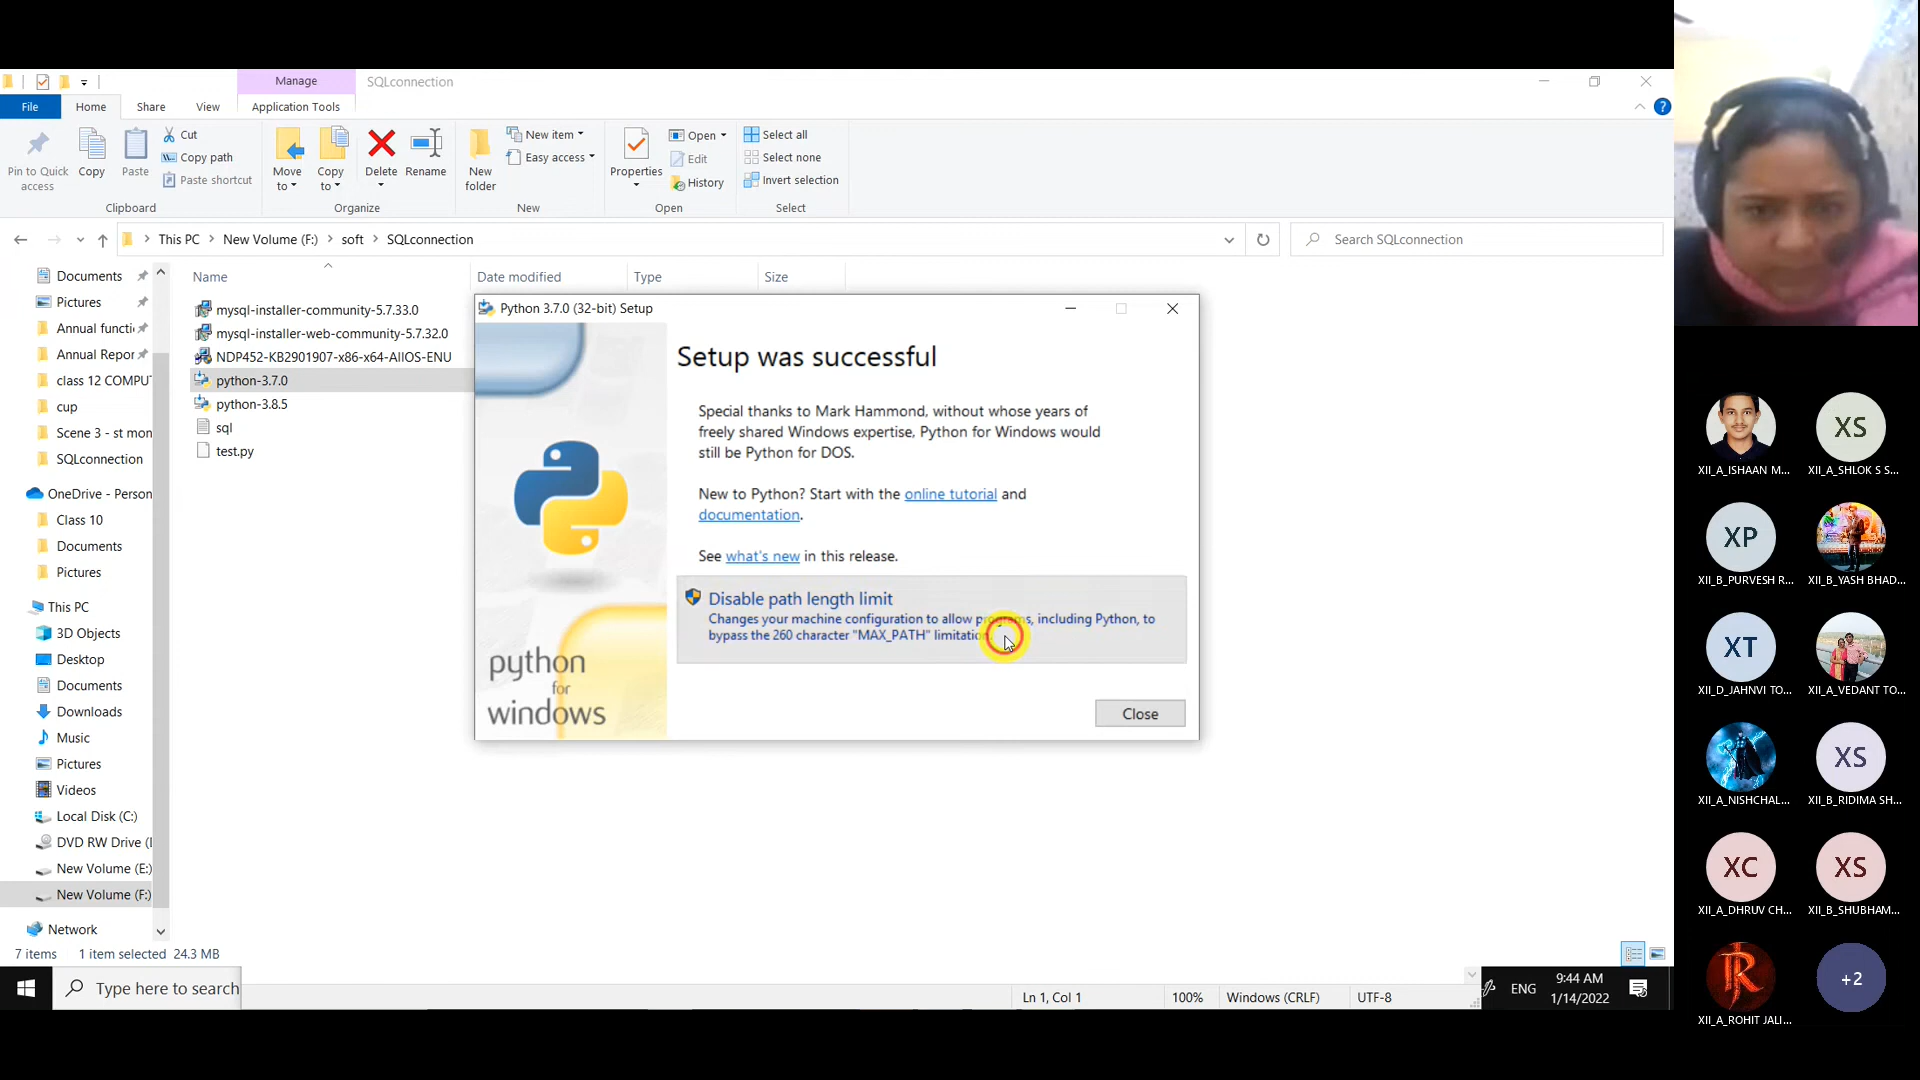 Manage
SQLconnection
File
Home
Share
View
Application Tools
Pin to Quick
access
Copy
Paste
Cut
Copy path
Paste shortcut
Clipboard
Move
to
Copy
to
Delete
Rename
Organize
New
folder
New item
Easy access
New
Properties
Open
Edit
History
Open
Select all
Select none
Invert selection
Select
This PC > New Volume (F:) > soft > SQLconnection
Search SQLconnection
Name
Date modified
Type
Size
mysql-installer-community-5.7.33.0
mysql-installer-web-community-5.7.32.0
NDP452-KB2901907-x86-x64-AllOS-ENU
python-3.7.0
python-3.8.5
sql
test.py
Documents
Pictures
Annual functi
Annual Repor
class 12 COMPUT
cup
Scene 3 - st mon
SQLconnection
OneDrive - Person
Class 10
Documents
Pictures
This PC
3D Objects
Desktop
Documents
Downloads
Music
Pictures
Videos
Local Disk (C:)
DVD RW Drive (
New Volume (E:)
New Volume (F:)
Network
Python 3.7.0 (32-bit) Setup
Setup was successful
Special thanks to Mark Hammond, without whose years of
freely shared Windows expertise, Python for Windows would
still be Python for DOS.
New to Python? Start with the online tutorial and
documentation.
See what's new in this release.
Disable path length limit
Changes your machine configuration to allow programs, including Python, to
bypass the 260 character "MAX_PATH" limitation.
python
for
windows
Close
7 items 1 item selected 24.3 MB
Type here to search
Ln 1, Col 1
100%
Windows (CRLF)
UTF-8
ENG
9:44 AM
1/14/2022
XII_A_ISHAAN M...
XS
XII_A_SHLOK S S...
XP
XII_B_PURVESH R...
XII_B_YASH BHAD...
XT
XII_D_JAHNVI TO...
XII_A_VEDANT TO...
XII_A_NISHCHAL...
XS
XII_B_RIDIMA SH...
XC
XII_A_DHRUV CH...
XS
XII_B_SHUBHAM...
R
XII_A_ROHIT JALI...
+2